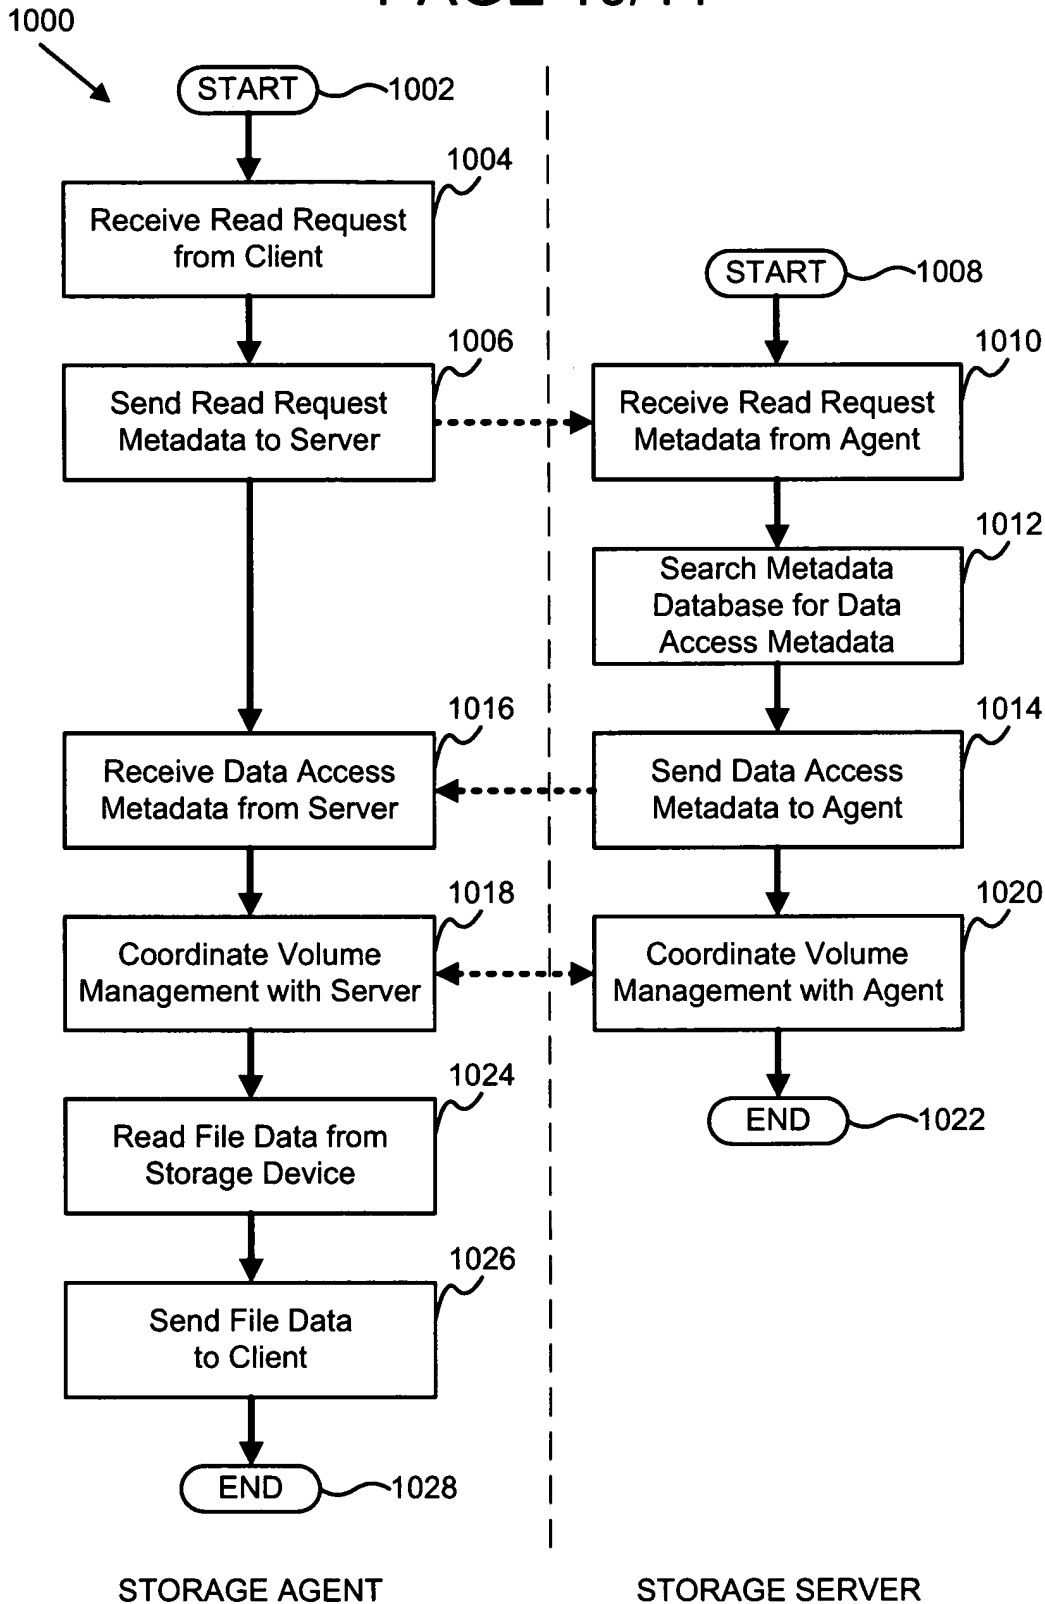 PAGE
1000
START
1002
1004
Receive Read Request
from Client
1006
Send Read Request
Metadata to Server
1016
Receive Data Access
Metadata from Server
1018
Coordinate Volume
Management with Server
1024
Read File Data from
Storage Device
1026
Send File Data
to Client
END
1028
STORAGE AGENT
START
1008
1010
Receive Read Request
Metadata from Agent
1012
Search Metadata
Database for Data
Access Metadata
1014
Send Data Access
Metadata to Agent
1020
Coordinate Volume
Management with Agent
END
1022
STORAGE SERVER